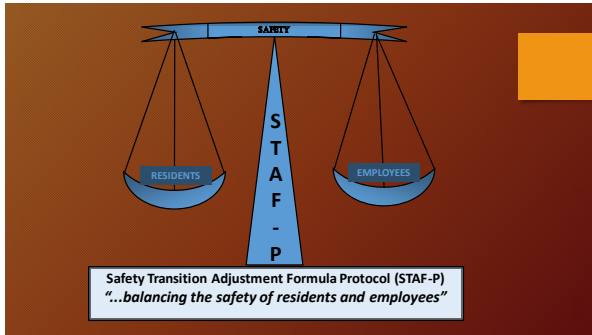 SAFETY
RESIDENTS
EMPLOYEES
S
T
A
F
-
P
Safety Transition Adjustment Formula Protocol (STAF-P)
“...balancing the safety of residents and employees”